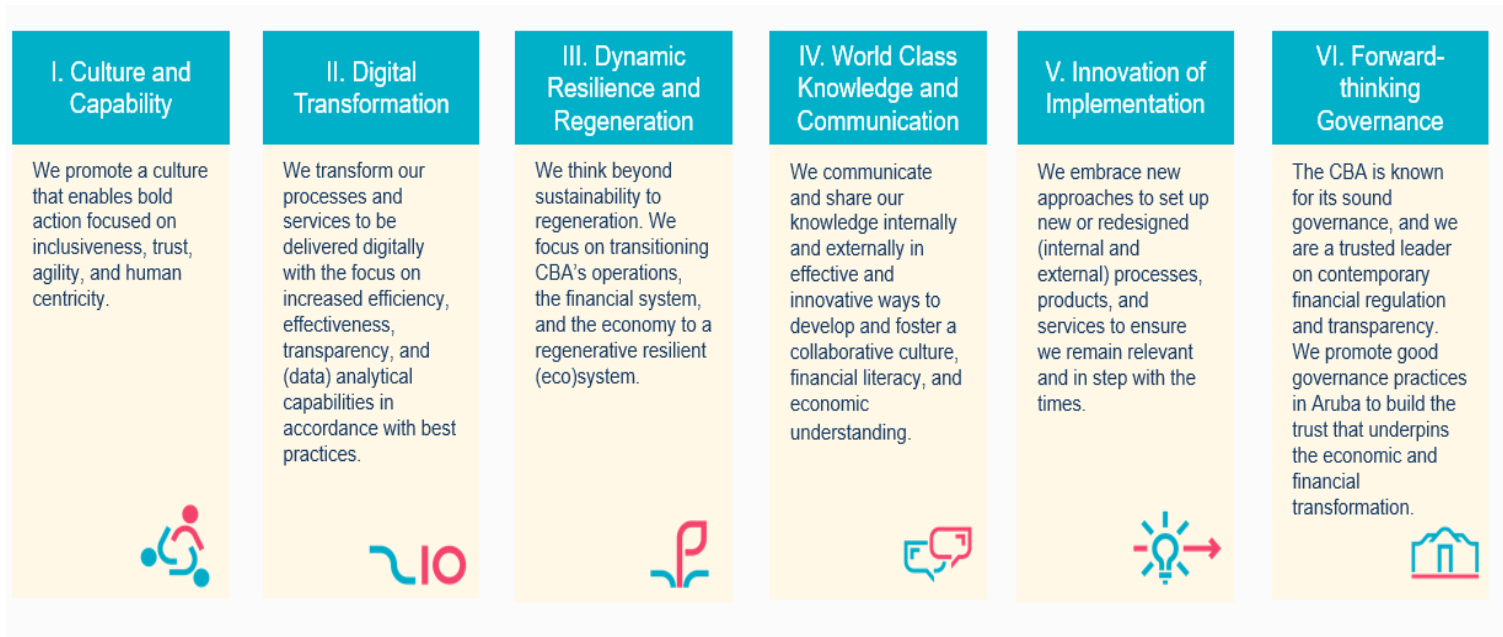 I. Culture and
Capability
We promote a culture
that enables bold
action focused on
inclusiveness, trust,
agility, and human
centricity.
II. Digital
Transformation
We transform our
processes and
services to be
delivered digitally
with the focus on
increased efficiency,
effectiveness,
transparency, and
(data) analytical
capabilities in
accordance with best
practices.
III. Dynamic
Resilience and
Regeneration
We think beyond
sustainability to
regeneration. We
focus on transitioning
CBA's operations,
the financial system,
and the economy to a
regenerative resilient
(eco)system.
IV. World Class
Knowledge and
Communication
We communicate
and share our
knowledge internally
and externally in
effective and
innovative ways to
develop and foster a
collaborative culture,
financial literacy, and
economic
understanding.
V. Innovation of
Implementation
We embrace new
approaches to set up
new or redesigned
(internal and
external) processes,
products, and
services to ensure
we remain relevant
and in step with the
times.
VI. Forward-
thinking
Governance
The CBA is known
for its sound
governance, and we
are a trusted leader
on contemporary
financial regulation
and transparency.
We promote good
governance practices
in Aruba to build the
trust that underpins
the economic and
financial
transformation.